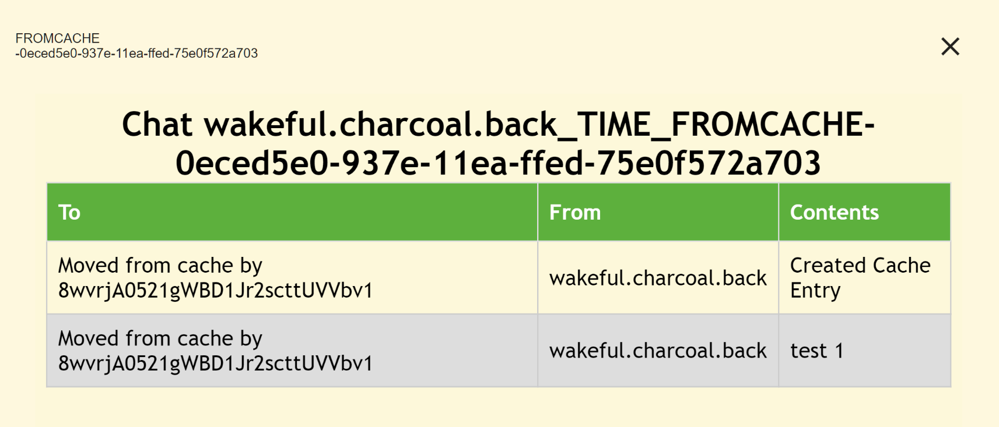 FROMCACHE
-0eced5e0-937e-11ea-ffed-75e0f572a703
Chat wakeful.charcoal.back_TIME_FROMCACHE-
0eced5e0-937e-11ea-ffed-75e0f572a703
To From Contents
Moved from cache by
8wvrjA0521gWBD1Jr2scttUVVbv1
wakeful.charcoal.back
Created Cache
Entry
Moved from cache by
8wvrjA0521gWBD1Jr2scttUVVbv1
wakeful.charcoal.back
test 1